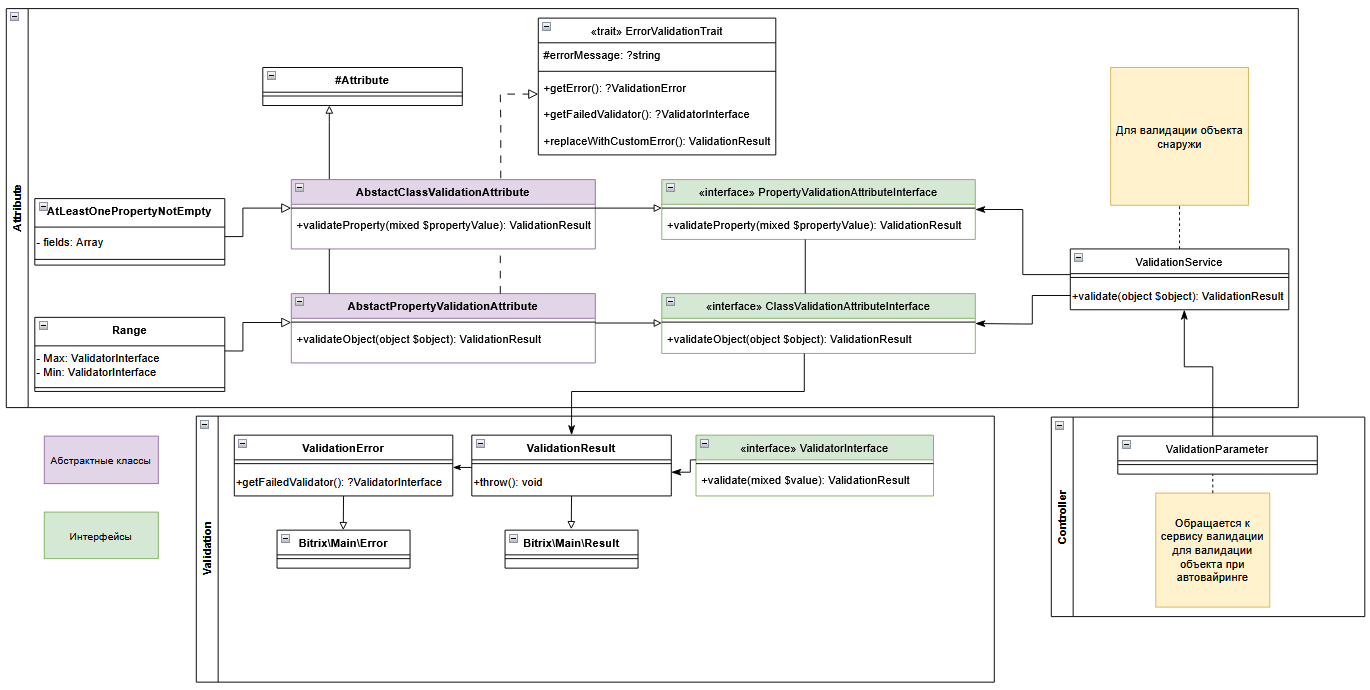 Attribute
«trait» ErrorValidationTrait
#errorMessage: ?string
+getError(): ?ValidationError
+getFailedValidator(): ?ValidatorInterface
+replaceWithCustomError(): ValidationResult
#Attribute
Для валидации объекта
снаружи
AbstactClassValidationAttribute
+validateProperty(mixed $propertyValue): ValidationResult
«interface» PropertyValidationAttributeInterface
+validateProperty(mixed $propertyValue): ValidationResult
AtLeastOnePropertyNotEmpty
- fields: Array
ValidationService
+validate(object $object): ValidationResult
AbstactPropertyValidationAttribute
+validateObject(object $object): ValidationResult
«interface» ClassValidationAttributeInterface
+validateObject(object $object): ValidationResult
Range
- Max: ValidatorInterface
- Min: ValidatorInterface
Абстрактные классы
Интерфейсы
Validation
ValidationError
+getFailedValidator(): ?ValidatorInterface
ValidationResult
+throw(): void
«interface» ValidatorInterface
+validate(mixed $value): ValidationResult
Bitrix\Main\Error
Bitrix\Main\Result
Controller
ValidationParameter
Обращается к
сервису валидации
для валидации
объекта при
автовайринге